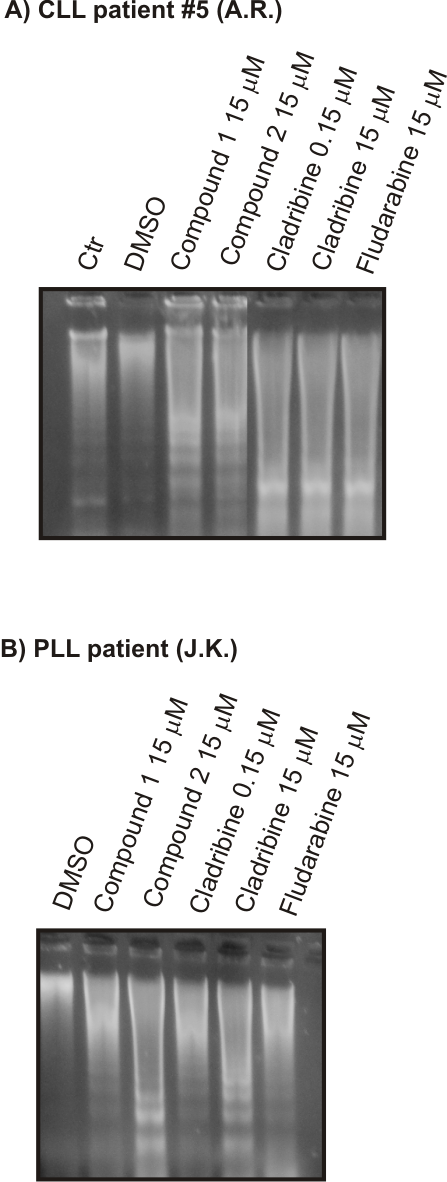 A) CLL patient #5 (A.R.)
Ctr
DMSO
Compound 1 15 μM
Compound 2 15 μM
Cladribine 0.15 μM
Cladribine 15 μM
Fludarabine 15 μM
B) PLL patient (J.K.)
DMSO
Compound 1 15 μM
Compound 2 15 μM
Cladribine 0.15 μM
Cladribine 15 μM
Fludarabine 15 μM